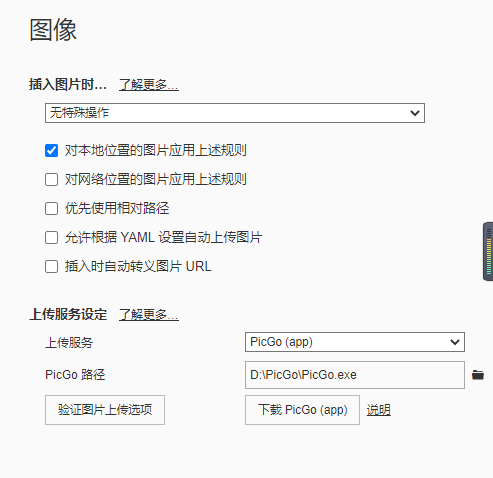 图像
插入图片时... 了解更多...
无特殊操作
对本地位置的图片应用上述规则
对网络位置的图片应用上述规则
优先使用相对路径
允许根据 YAML 设置自动上传图片
插入时自动转义图片 URL
上传服务设定 了解更多...
上传服务 PicGo (app)
PicGo 路径 D:\PicGo\PicGo.exe
验证图片上传选项 下载 PicGo (app) 说明